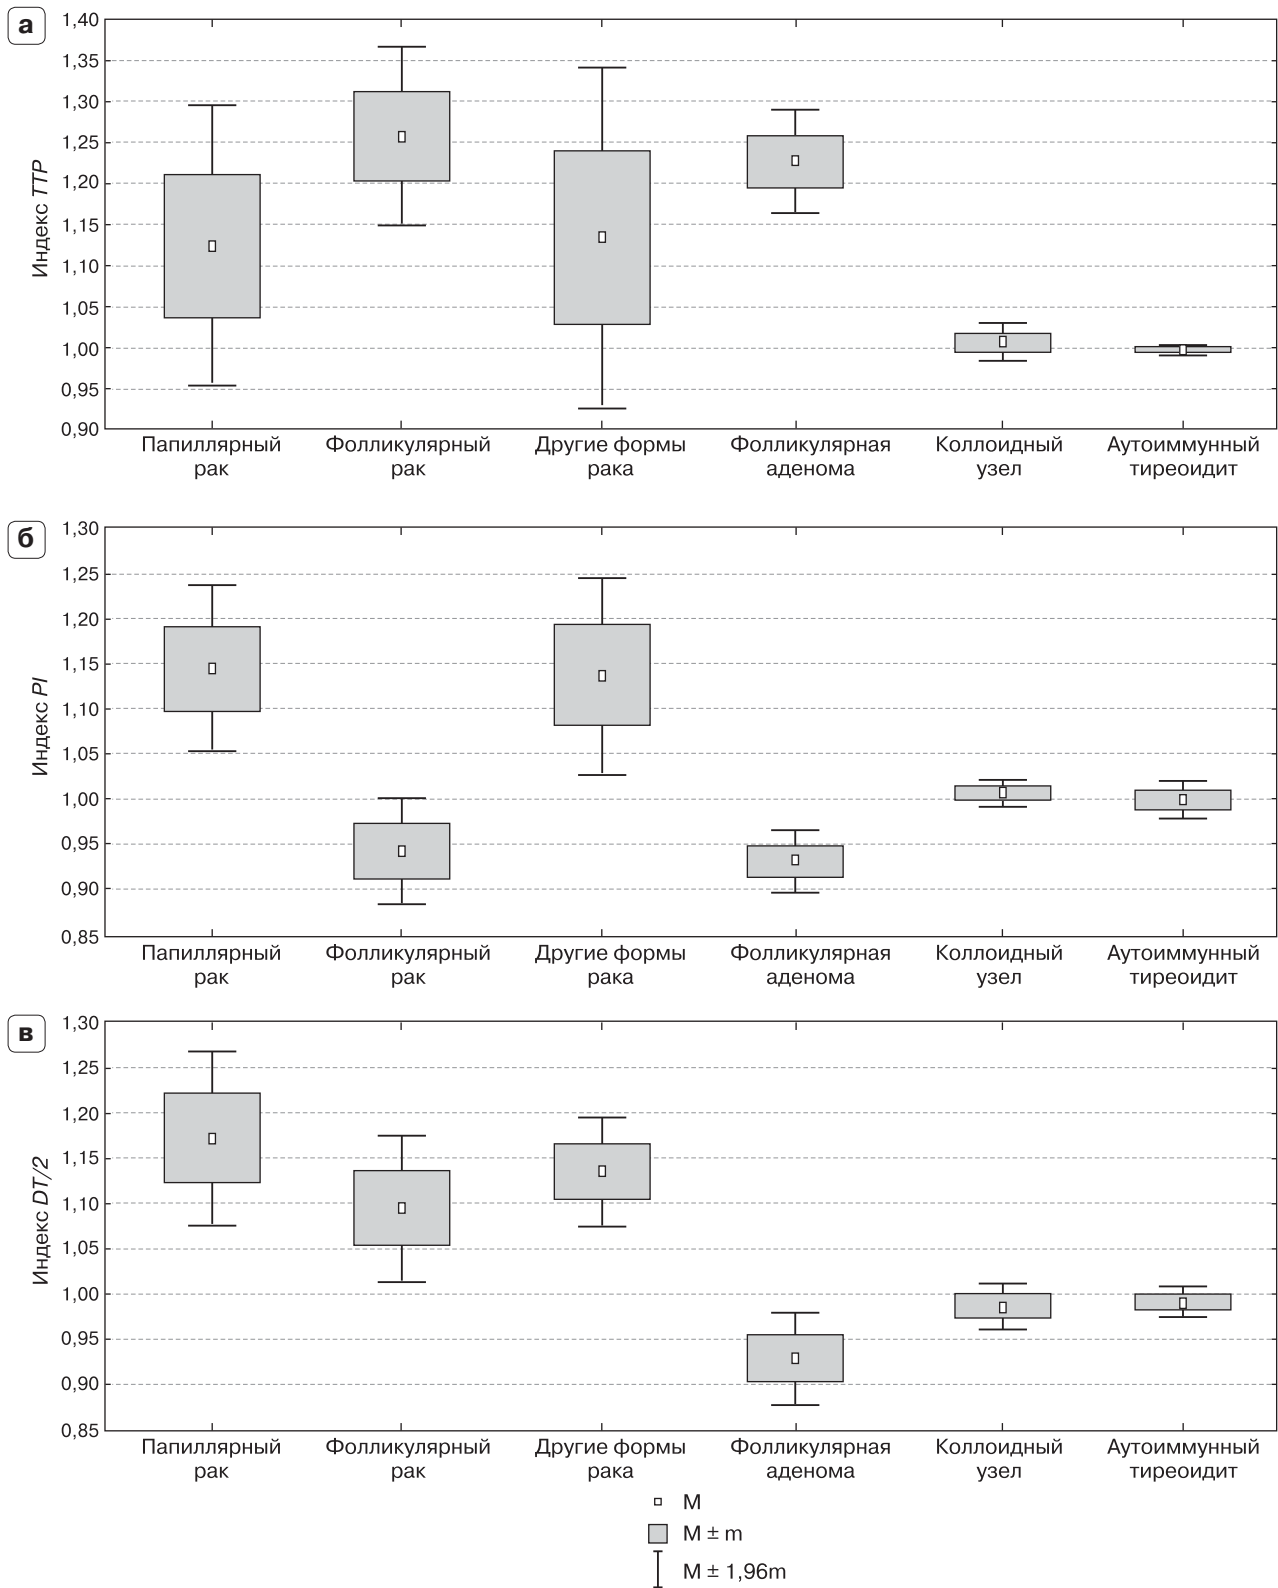 а
1,40
1,35
1,30
1,25
1,20
1,15
1,10
1,05
1,00
0,95
0,90
Индекс TTP
Папиллярный рак
Фолликулярный рак
Другие формы рака
Фолликулярная аденома
Коллоидный узел
Аутоиммунный тиреоидит
б
1,30
1,25
1,20
1,15
1,10
1,05
1,00
0,95
0,90
0,85
Индекс PI
Папиллярный рак
Фолликулярный рак
Другие формы рака
Фолликулярная аденома
Коллоидный узел
Аутоиммунный тиреоидит
в
1,30
1,25
1,20
1,15
1,10
1,05
1,00
0,95
0,90
0,85
Индекс DT/2
Папиллярный рак
Фолликулярный рак
Другие формы рака
Фолликулярная аденома
Коллоидный узел
Аутоиммунный тиреоидит
M
M ± m
M ± 1,96m